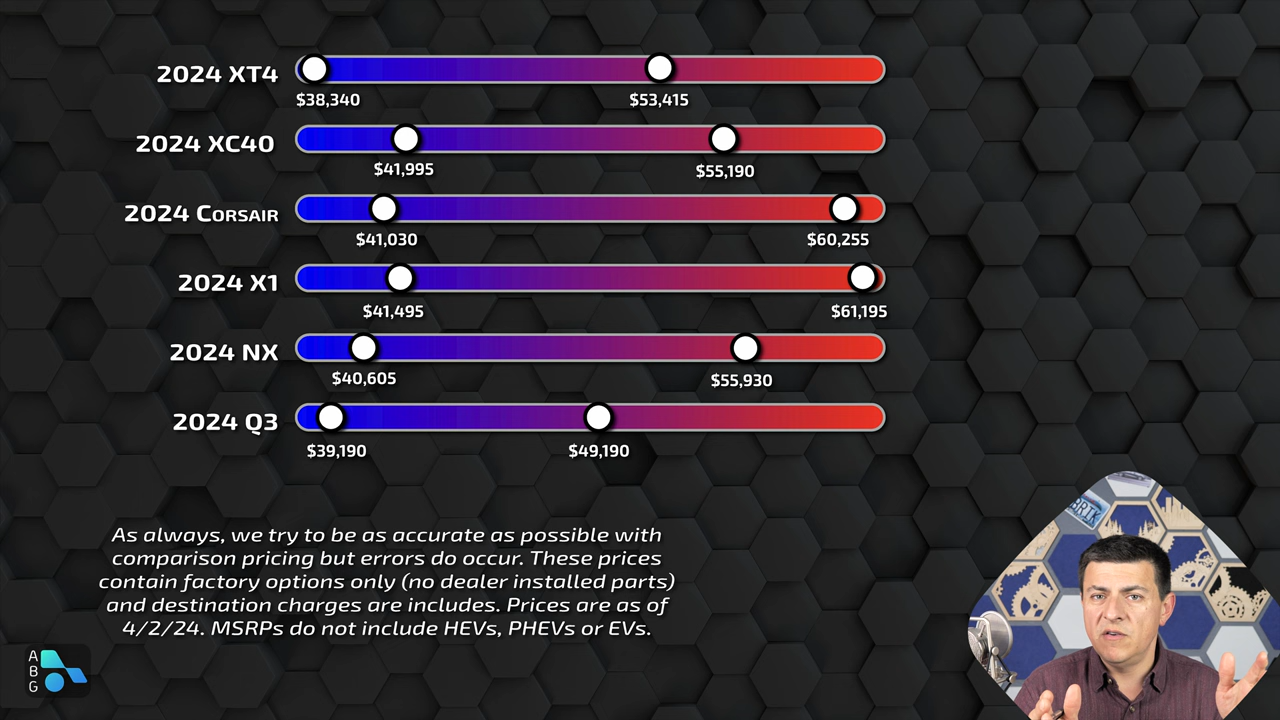 2024 XT4
$38,340 $53,415
2024 XC40
$41,995 $55,190
2024 Corsair
$41,030 $60,255
2024 X1
$41,495 $61,195
2024 NX
$40,605 $55,930
2024 Q3
$39,190 $49,190
As always, we try to be as accurate as possible with
comparison pricing but errors do occur. These prices
contain factory options only (no dealer installed parts)
and destination charges are includes. Prices are as of
4/2/24. MSRPs do not include HEVs, PHEVs or EVs.
A
B
G